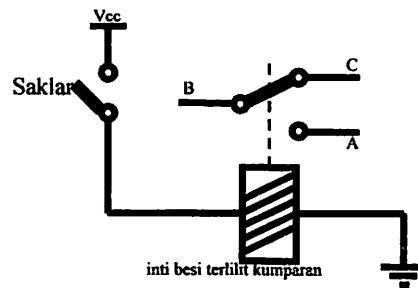 Vcc
Saklar
B
C
A
inti besi terlilit kumparan